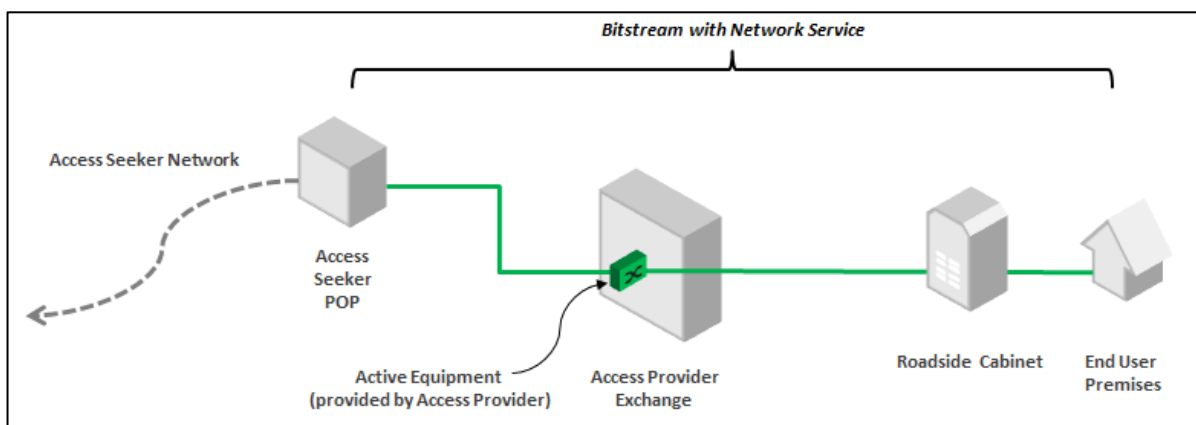 Bitstream with Network Service
Access Seeker Network
Access
Seeker
POP
Active Equipment
(provided by Access Provider)
Access Provider
Exchange
Roadside Cabinet
End User
Premises